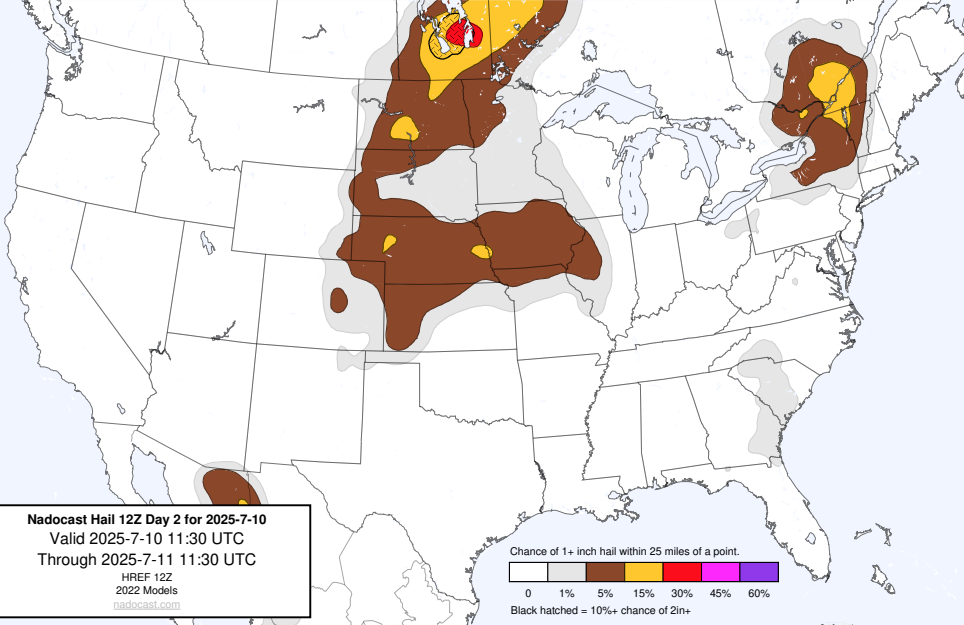 Nadocast Hail 12Z Day 2 for 2025-7-10
Valid 2025-7-10 11:30 UTC
Through 2025-7-11 11:30 UTC
HREF 12Z
2022 Models
nadocast.com
Chance of 1+ inch hail within 25 miles of a point.
0 1% 5% 15% 30% 45% 60%
Black hatched = 10%+ chance of 2in+